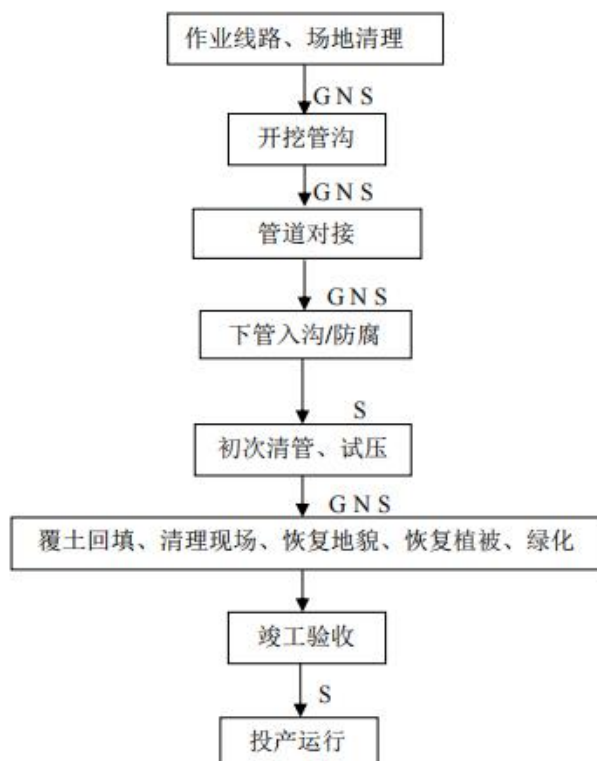 作业线路、场地清理
G N S
开挖管沟
G N S
管道对接
G N S
下管入沟/防腐
S
初次清管、试压
G N S
覆土回填、清理现场、恢复地貌、恢复植被、绿化
竣工验收
S
投产运行